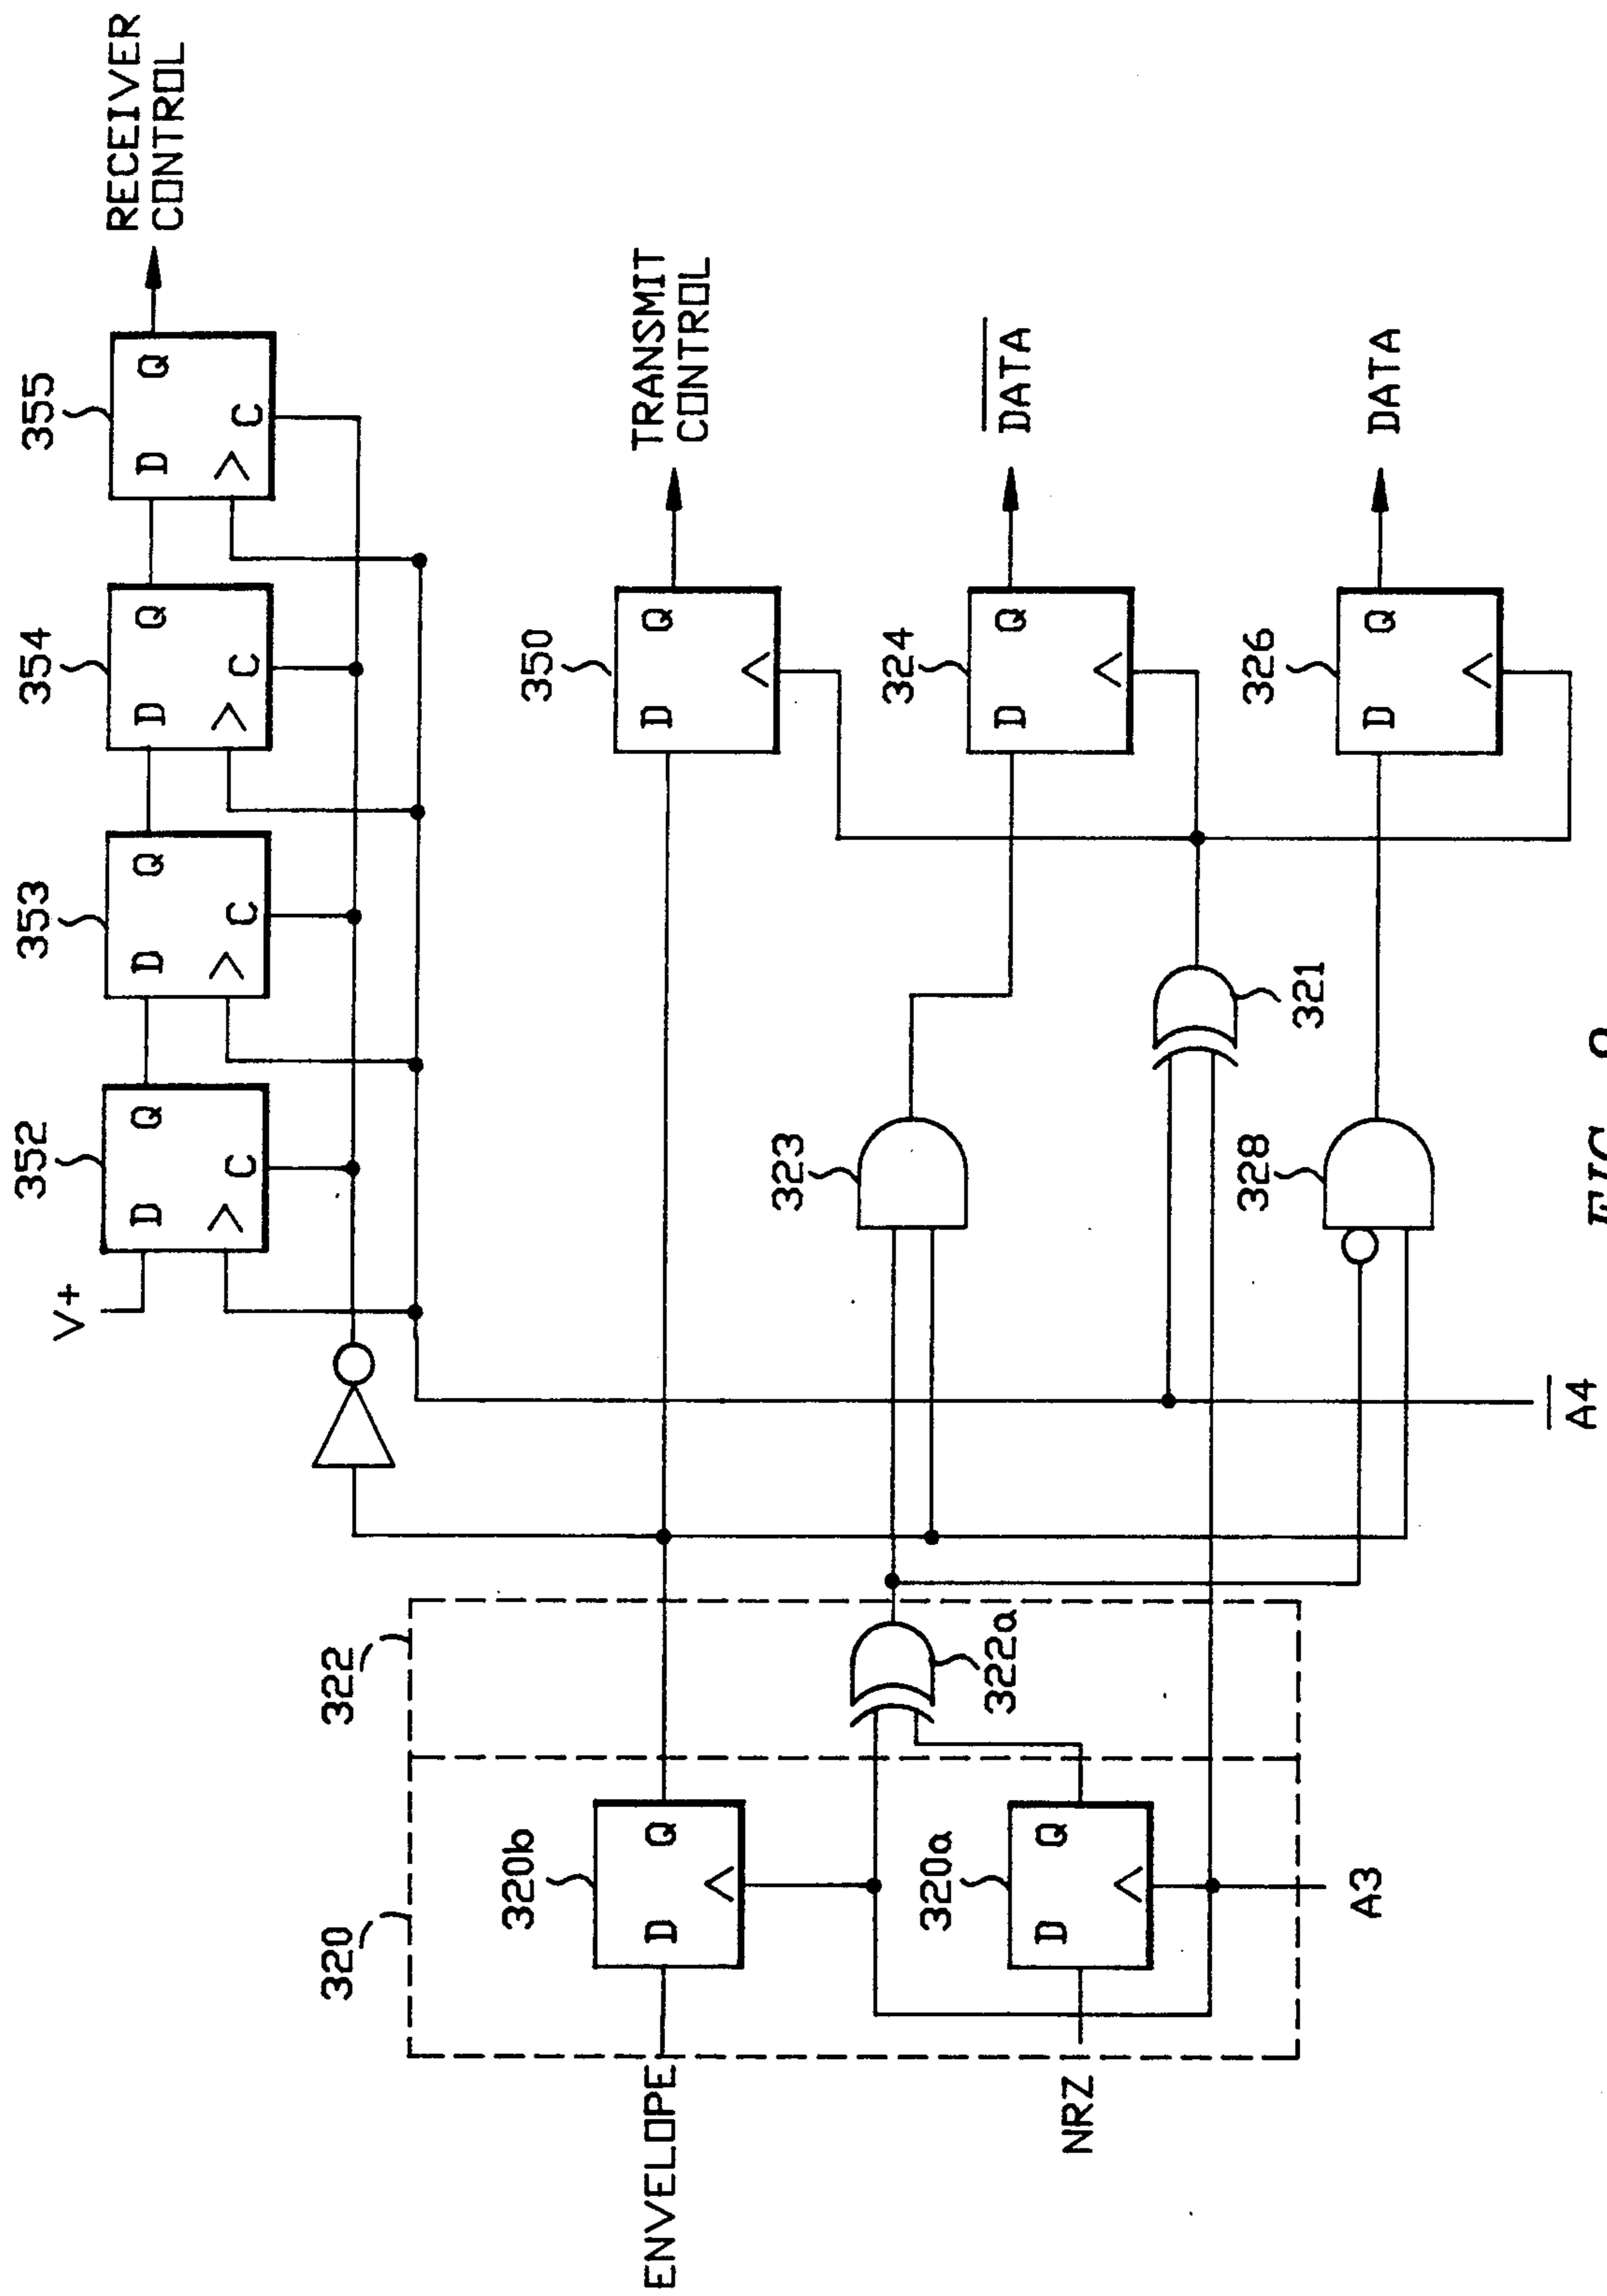 352
353
354
355
V+
D Q
C
D Q
C
D Q
C
D Q
C
RECEIVER
CONTROL
320
322
320b
350
ENVELOPE
D Q
D Q
TRANSMIT
CONTROL
323
324
320a
322a
D Q
DATA
NRZ
D Q
328
321
326
D Q
DATA
A3
A4
FIG.